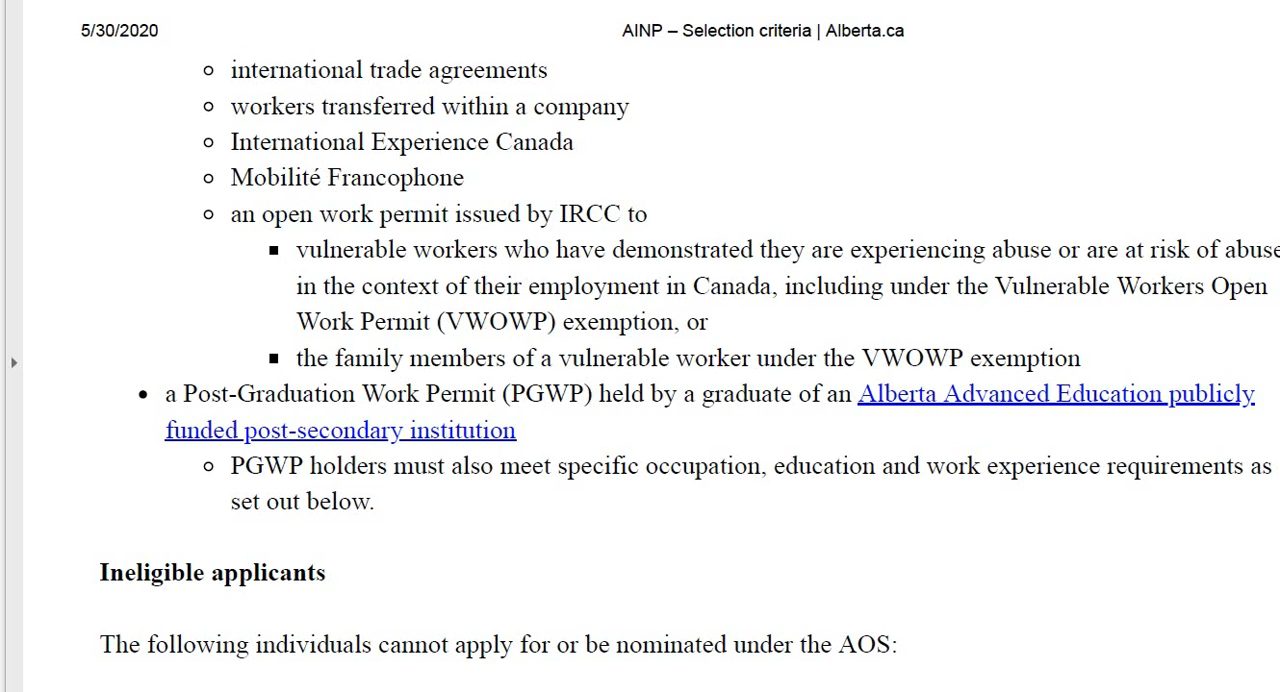 5/30/2020 AINP – Selection criteria | Alberta.ca
international trade agreements
workers transferred within a company
International Experience Canada
Mobilité Francophone
an open work permit issued by IRCC to
vulnerable workers who have demonstrated they are experiencing abuse or are at risk of abuse
in the context of their employment in Canada, including under the Vulnerable Workers Open
Work Permit (VWOWP) exemption, or
the family members of a vulnerable worker under the VWOWP exemption
a Post-Graduation Work Permit (PGWP) held by a graduate of an Alberta Advanced Education publicly
funded post-secondary institution
PGWP holders must also meet specific occupation, education and work experience requirements as
set out below.
Ineligible applicants
The following individuals cannot apply for or be nominated under the AOS: